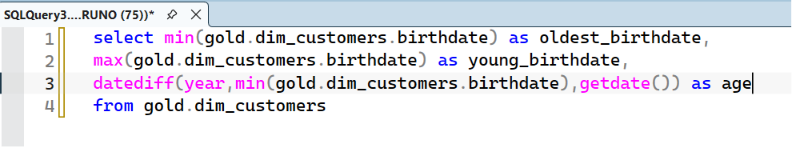 SQLQuery3....RUNO (75))*
1 select min(gold.dim_customers.birthdate) as oldest_birthdate,
2 max(gold.dim_customers.birthdate) as young_birthdate,
3 datediff(year,min(gold.dim_customers.birthdate),getdate()) as age
4 from gold.dim_customers